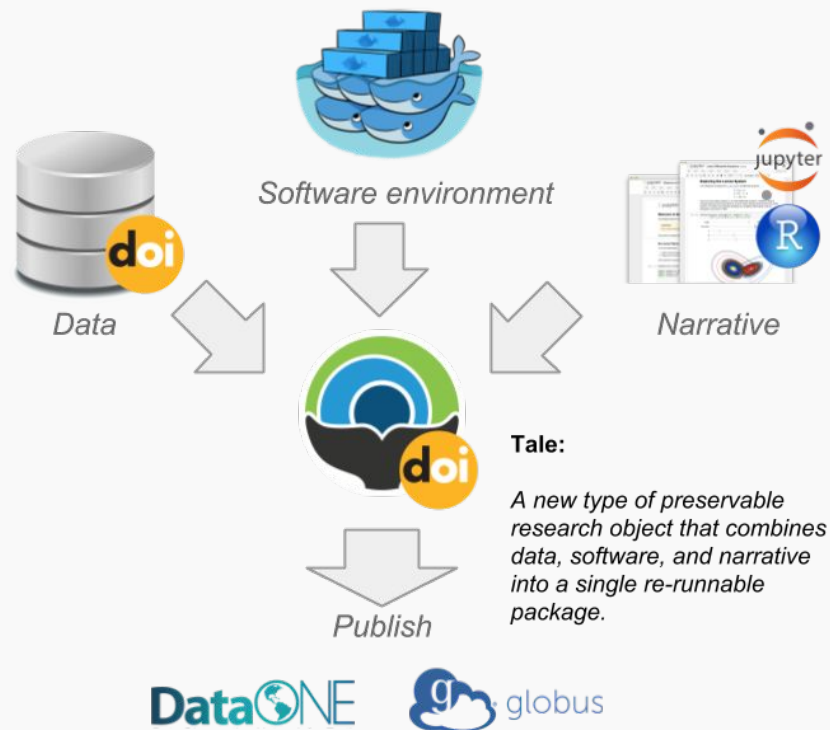 Software environment
doi
Data
jupyter
R
Narrative
doi
Tale:
A new type of preservable
research object that combines
data, software, and narrative
into a single re-runnable
package.
Publish
DataONE
g
globus